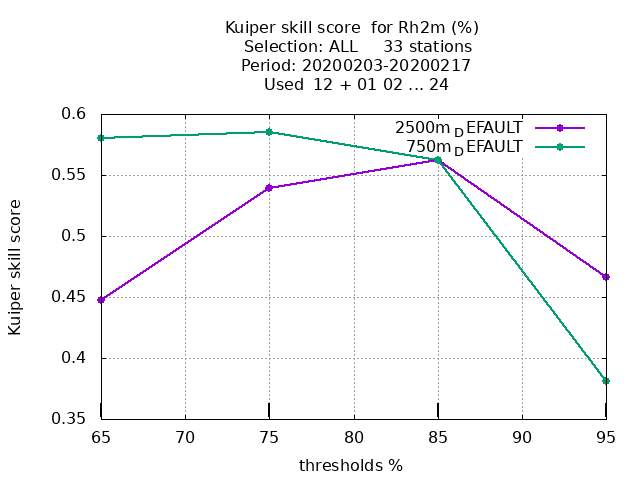 Kuiper skill score  for Rh2m (%)
Selection: ALL     33 stations
Period: 20200203-20200217
Used  12 + 01 02 ... 24
2500mDEFAULT
750mDEFAULT
0.6
0.55
0.5
0.45
0.4
0.35
Kuiper skill score
65 70 75 80 85 90 95
thresholds %